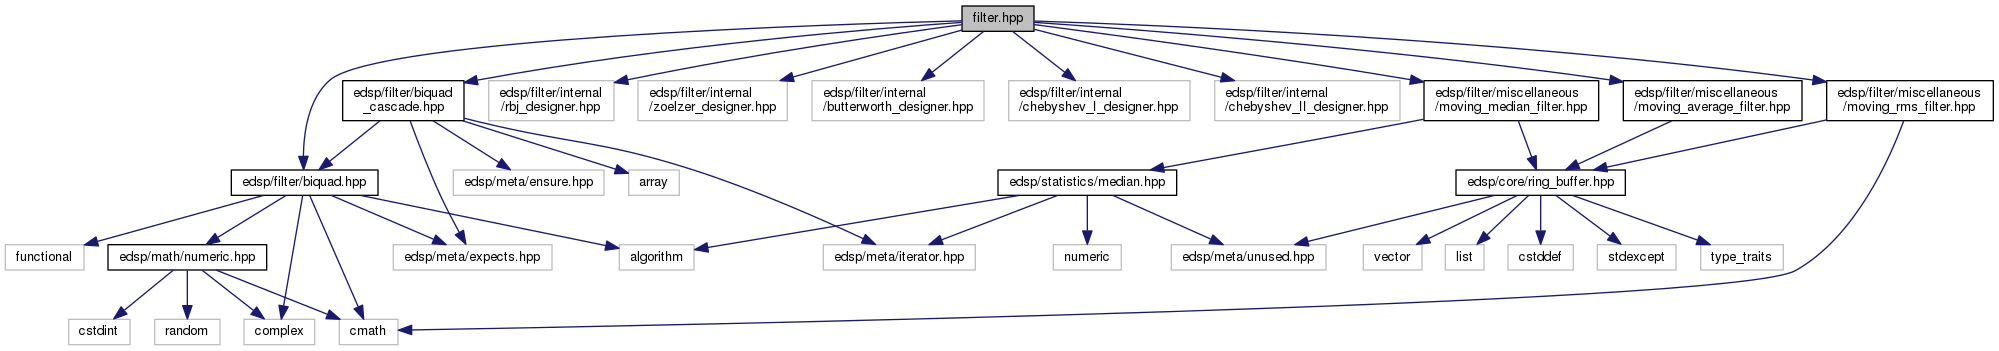 filter.hpp
edsp/filter/biquad
_cascade.hpp
edsp/filter/internal
/rbj_designer.hpp
edsp/filter/internal
/zoelzer_designer.hpp
edsp/filter/internal
/butterworth_designer.hpp
edsp/filter/internal
/chebyshev_I_designer.hpp
edsp/filter/internal
/chebyshev_II_designer.hpp
edsp/filter/miscellaneous
/moving_median_filter.hpp
edsp/filter/miscellaneous
/moving_average_filter.hpp
edsp/filter/miscellaneous
/moving_rms_filter.hpp
edsp/filter/biquad.hpp
edsp/meta/ensure.hpp
array
edsp/statistics/median.hpp
edsp/core/ring_buffer.hpp
functional
edsp/math/numeric.hpp
edsp/meta/expects.hpp
algorithm
edsp/meta/iterator.hpp
numeric
edsp/meta/unused.hpp
vector
list
cstddef
stdexcept
type_traits
cstdint
random
complex
cmath